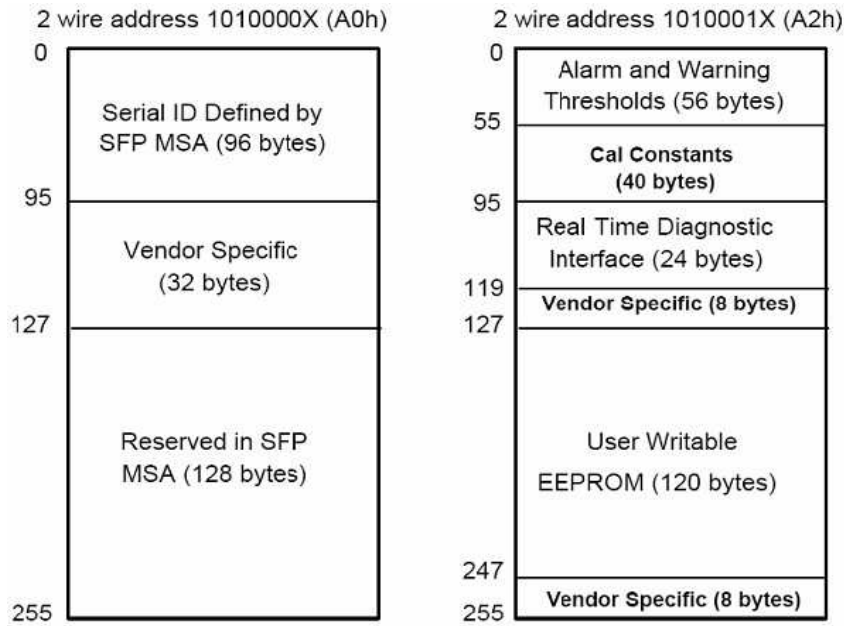 2 wire address 1010000X (A0h)
0
Serial ID Defined by
SFP MSA (96 bytes)
95
Vendor Specific
(32 bytes)
127
Reserved in SFP
MSA (128 bytes)
255
2 wire address 1010001X (A2h)
0
Alarm and Warning
Thresholds (56 bytes)
55
Cal Constants
(40 bytes)
95
Real Time Diagnostic
Interface (24 bytes)
119
Vendor Specific (8 bytes)
127
User Writable
EEPROM (120 bytes)
247
Vendor Specific (8 bytes)
255